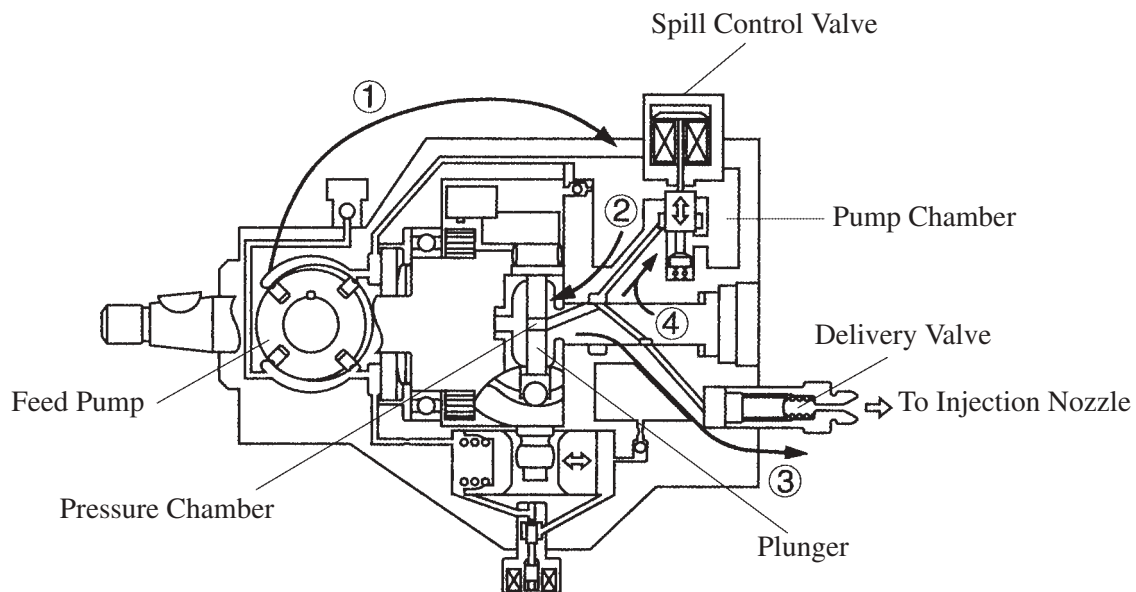 Spill Control Valve
①
②
Pump Chamber
④
Delivery Valve
Feed Pump
To Injection Nozzle
③
Pressure Chamber
Plunger